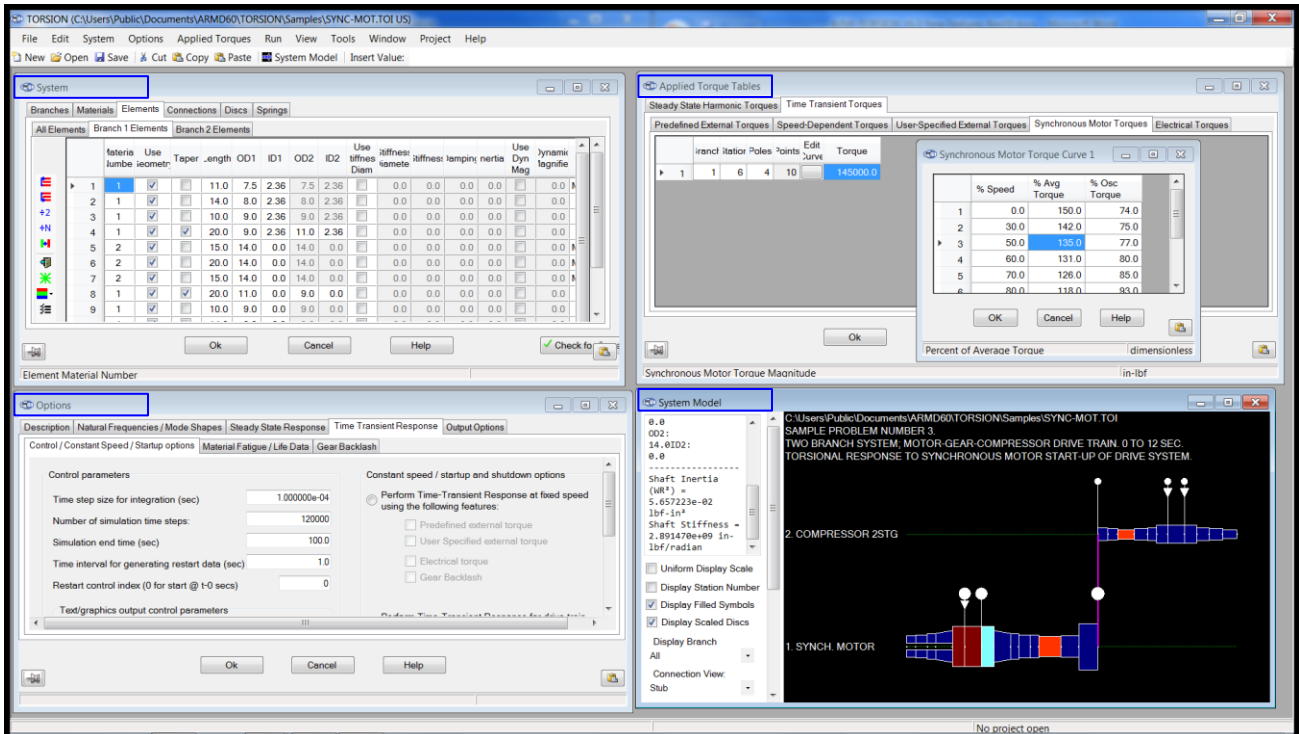 TORSION (C:\Users\Public\Documents\ARMD60\TORSION\Samples\SYNC-MOT.TOI US)
File Edit System Options Applied Torques Run View Tools Window Project Help
New Open Save Cut Copy Paste System Model Insert Value:
System
Branches Materials Elements Connections Discs Springs
All Elements Branch 1 Elements Branch 2 Elements
Use Taper OD1 ID1 OD2 ID2 Use Diam Use Dyn Mag
1 1 11.0 7.5 2.36 7.5 2.36 0.0 0.0 0.0 0.0 0.0
2 1 14.0 8.0 2.36 8.0 2.36 0.0 0.0 0.0 0.0 0.0
3 1 10.0 9.0 2.36 9.0 2.36 0.0 0.0 0.0 0.0 0.0
4 1 20.0 9.0 2.36 11.0 2.36 0.0 0.0 0.0 0.0 0.0
5 2 15.0 14.0 0.0 14.0 0.0 0.0 0.0 0.0 0.0 0.0
6 2 20.0 14.0 0.0 14.0 0.0 0.0 0.0 0.0 0.0 0.0
7 2 15.0 14.0 0.0 14.0 0.0 0.0 0.0 0.0 0.0 0.0
8 1 20.0 11.0 0.0 9.0 0.0 0.0 0.0 0.0 0.0 0.0
9 1 10.0 9.0 0.0 9.0 0.0 0.0 0.0 0.0 0.0 0.0
÷2
÷N
Ok Cancel Help Check fo
Element Material Number
Applied Torque Tables
Steady State Harmonic Torques Time Transient Torques
Predefined External Torques Speed-Dependent Torques User-Specified External Torques Synchronous Motor Torques Electrical Torques
Poles Edit Torque
1 1 6 4 10 145000.0
Synchronous Motor Torque Curve 1
% Speed % Avg Torque % Osc Torque
1 0.0 150.0 74.0
2 30.0 142.0 75.0
3 50.0 135.0 77.0
4 60.0 131.0 80.0
5 70.0 126.0 85.0
6 80.0 118.0 93.0
OK Cancel Help
Percent of Average Torque dimensionless
Ok
Synchronous Motor Torque Magnitude in-lbf
Options
Description Natural Frequencies / Mode Shapes Steady State Response Time Transient Response Output Options
Control / Constant Speed / Startup options Material Fatigue / Life Data Gear Backlash
Control parameters
Time step size for integration (sec) 1.000000e-04
Number of simulation time steps: 120000
Simulation end time (sec) 100.0
Time interval for generating restart data (sec) 1.0
Restart control index (0 for start @ t-0 secs) 0
Text/graphics output control parameters
Constant speed / startup and shutdown options
Perform Time-Transient Response at fixed speed
using the following features:
Predefined external torque
User Specified external torque
Electrical torque
Gear Backlash
Perform Time-Transient Response for drive train
Ok Cancel Help
System Model
0.0
OD2:
14.0ID2:
0.0
-----------------
Shaft Inertia
(WR²) =
5.657223e-02
lbf-in²
Shaft Stiffness =
2.891470e+09 in-
lbf/radian
Uniform Display Scale
Display Station Number
Display Filled Symbols
Display Scaled Discs
Display Branch
All
Connection View:
Stub
C:\Users\Public\Documents\ARMD60\TORSION\Samples\SYNC-MOT.TOI
SAMPLE PROBLEM NUMBER 3.
TWO BRANCH SYSTEM; MOTOR-GEAR-COMPRESSOR DRIVE TRAIN. 0 TO 12 SEC.
TORSIONAL RESPONSE TO SYNCHRONOUS MOTOR START-UP OF DRIVE SYSTEM.
2. COMPRESSOR 2STG
1. SYNCH. MOTOR
No project open